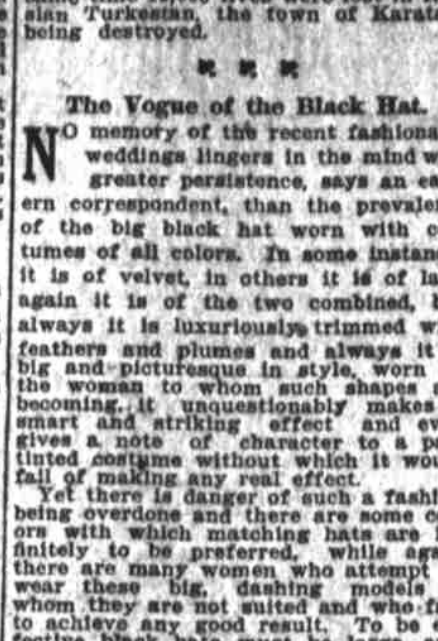 sian Turkestan, the town of Karata
being destroyed.
The Vogue of the Black Hat.
NO memory of the recent fashiona
weddings lingers in the mind w
greater persistence, says an ea
ern correspondent, than the prevaler
of the big black hat worn with c
tumes of all colors. In some instanc
it is of velvet, in others it is of la
again it is of the two combined, b
always it is luxuriously trimmed w
feathers and plumes and always it
big and picturesque in style, worn
the woman to whom such shapes a
becoming, it unquestionably makes
smart and striking effect and ev
gives a note of character to a pa
tinted costume without which it wou
fail of making any real effect.
Yet there is danger of such a fashi
being overdone and there are some c
ors with which matching hats are i
finitely to be preferred, while aga
there are many women who attempt
wear these big, dashing models
whom they are not suited and who f
to achieve any good result. To be e